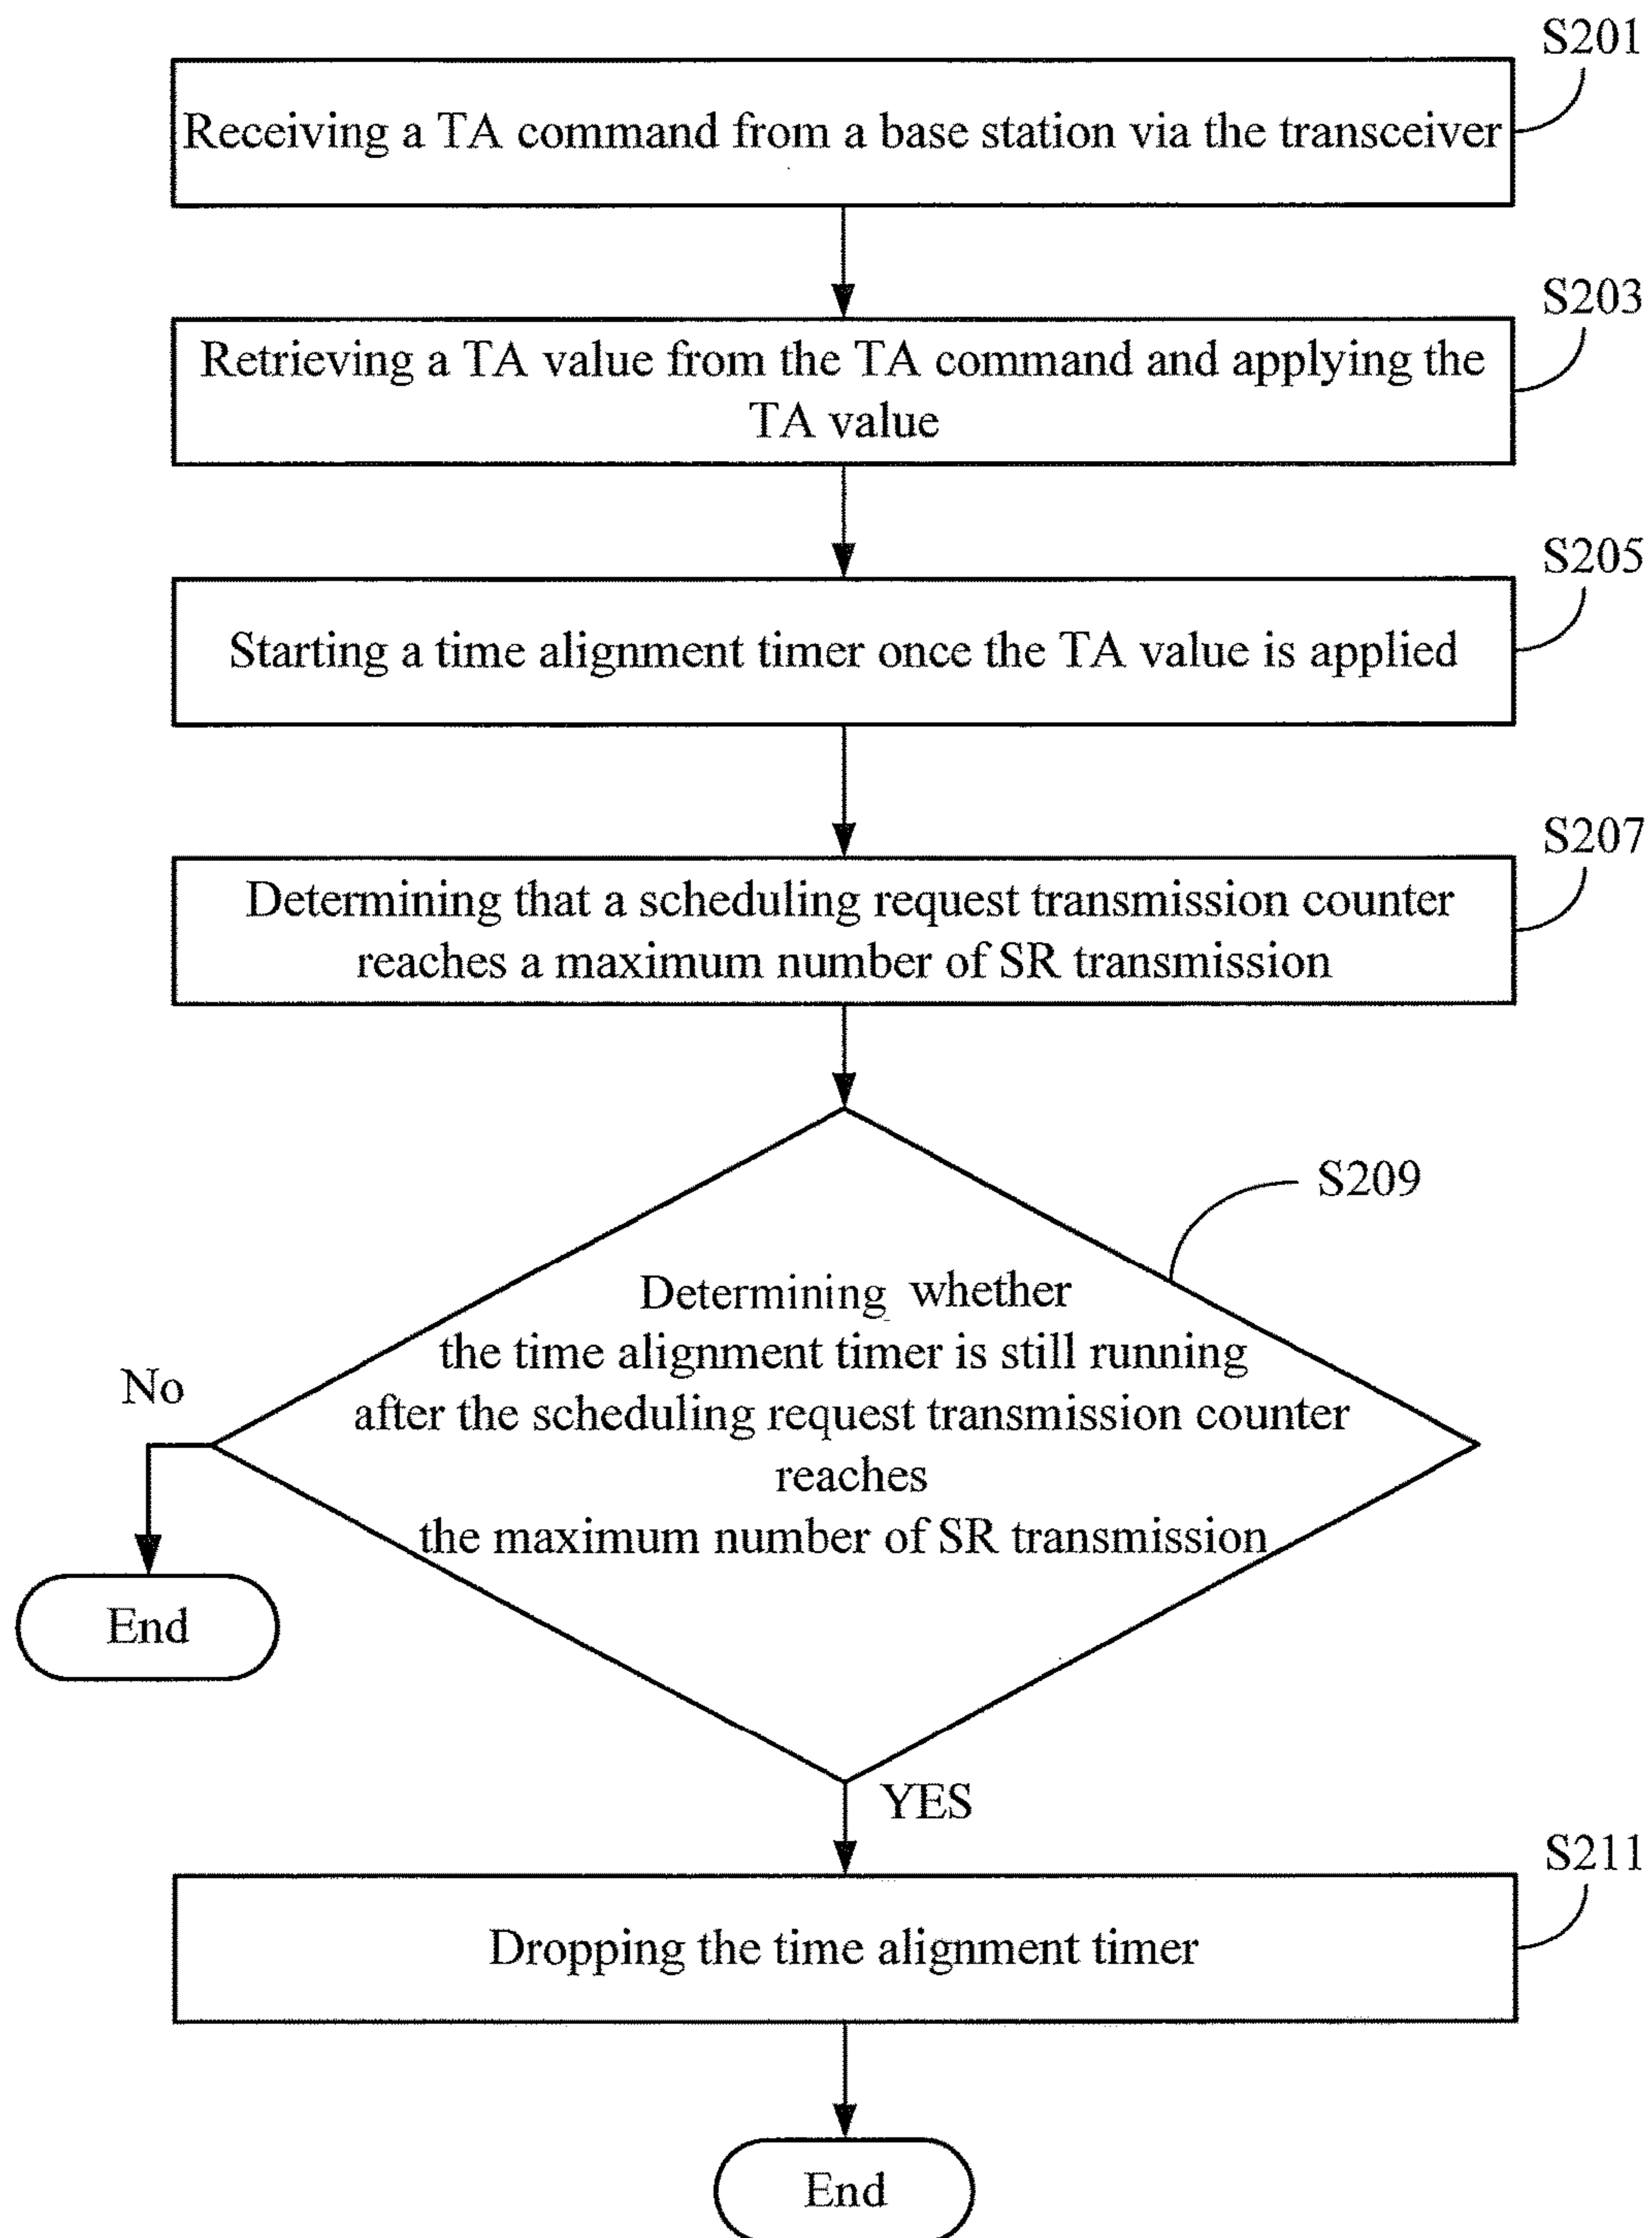 S201
Receiving a TA command from a base station via the transceiver
S203
Retrieving a TA value from the TA command and applying the
TA value
S205
Starting a time alignment timer once the TA value is applied
S207
Determining that a scheduling request transmission counter
reaches a maximum number of SR transmission
S209
Determining whether
the time alignment timer is still running
after the scheduling request transmission counter
reaches
the maximum number of SR transmission
No
End
YES
S211
Dropping the time alignment timer
End